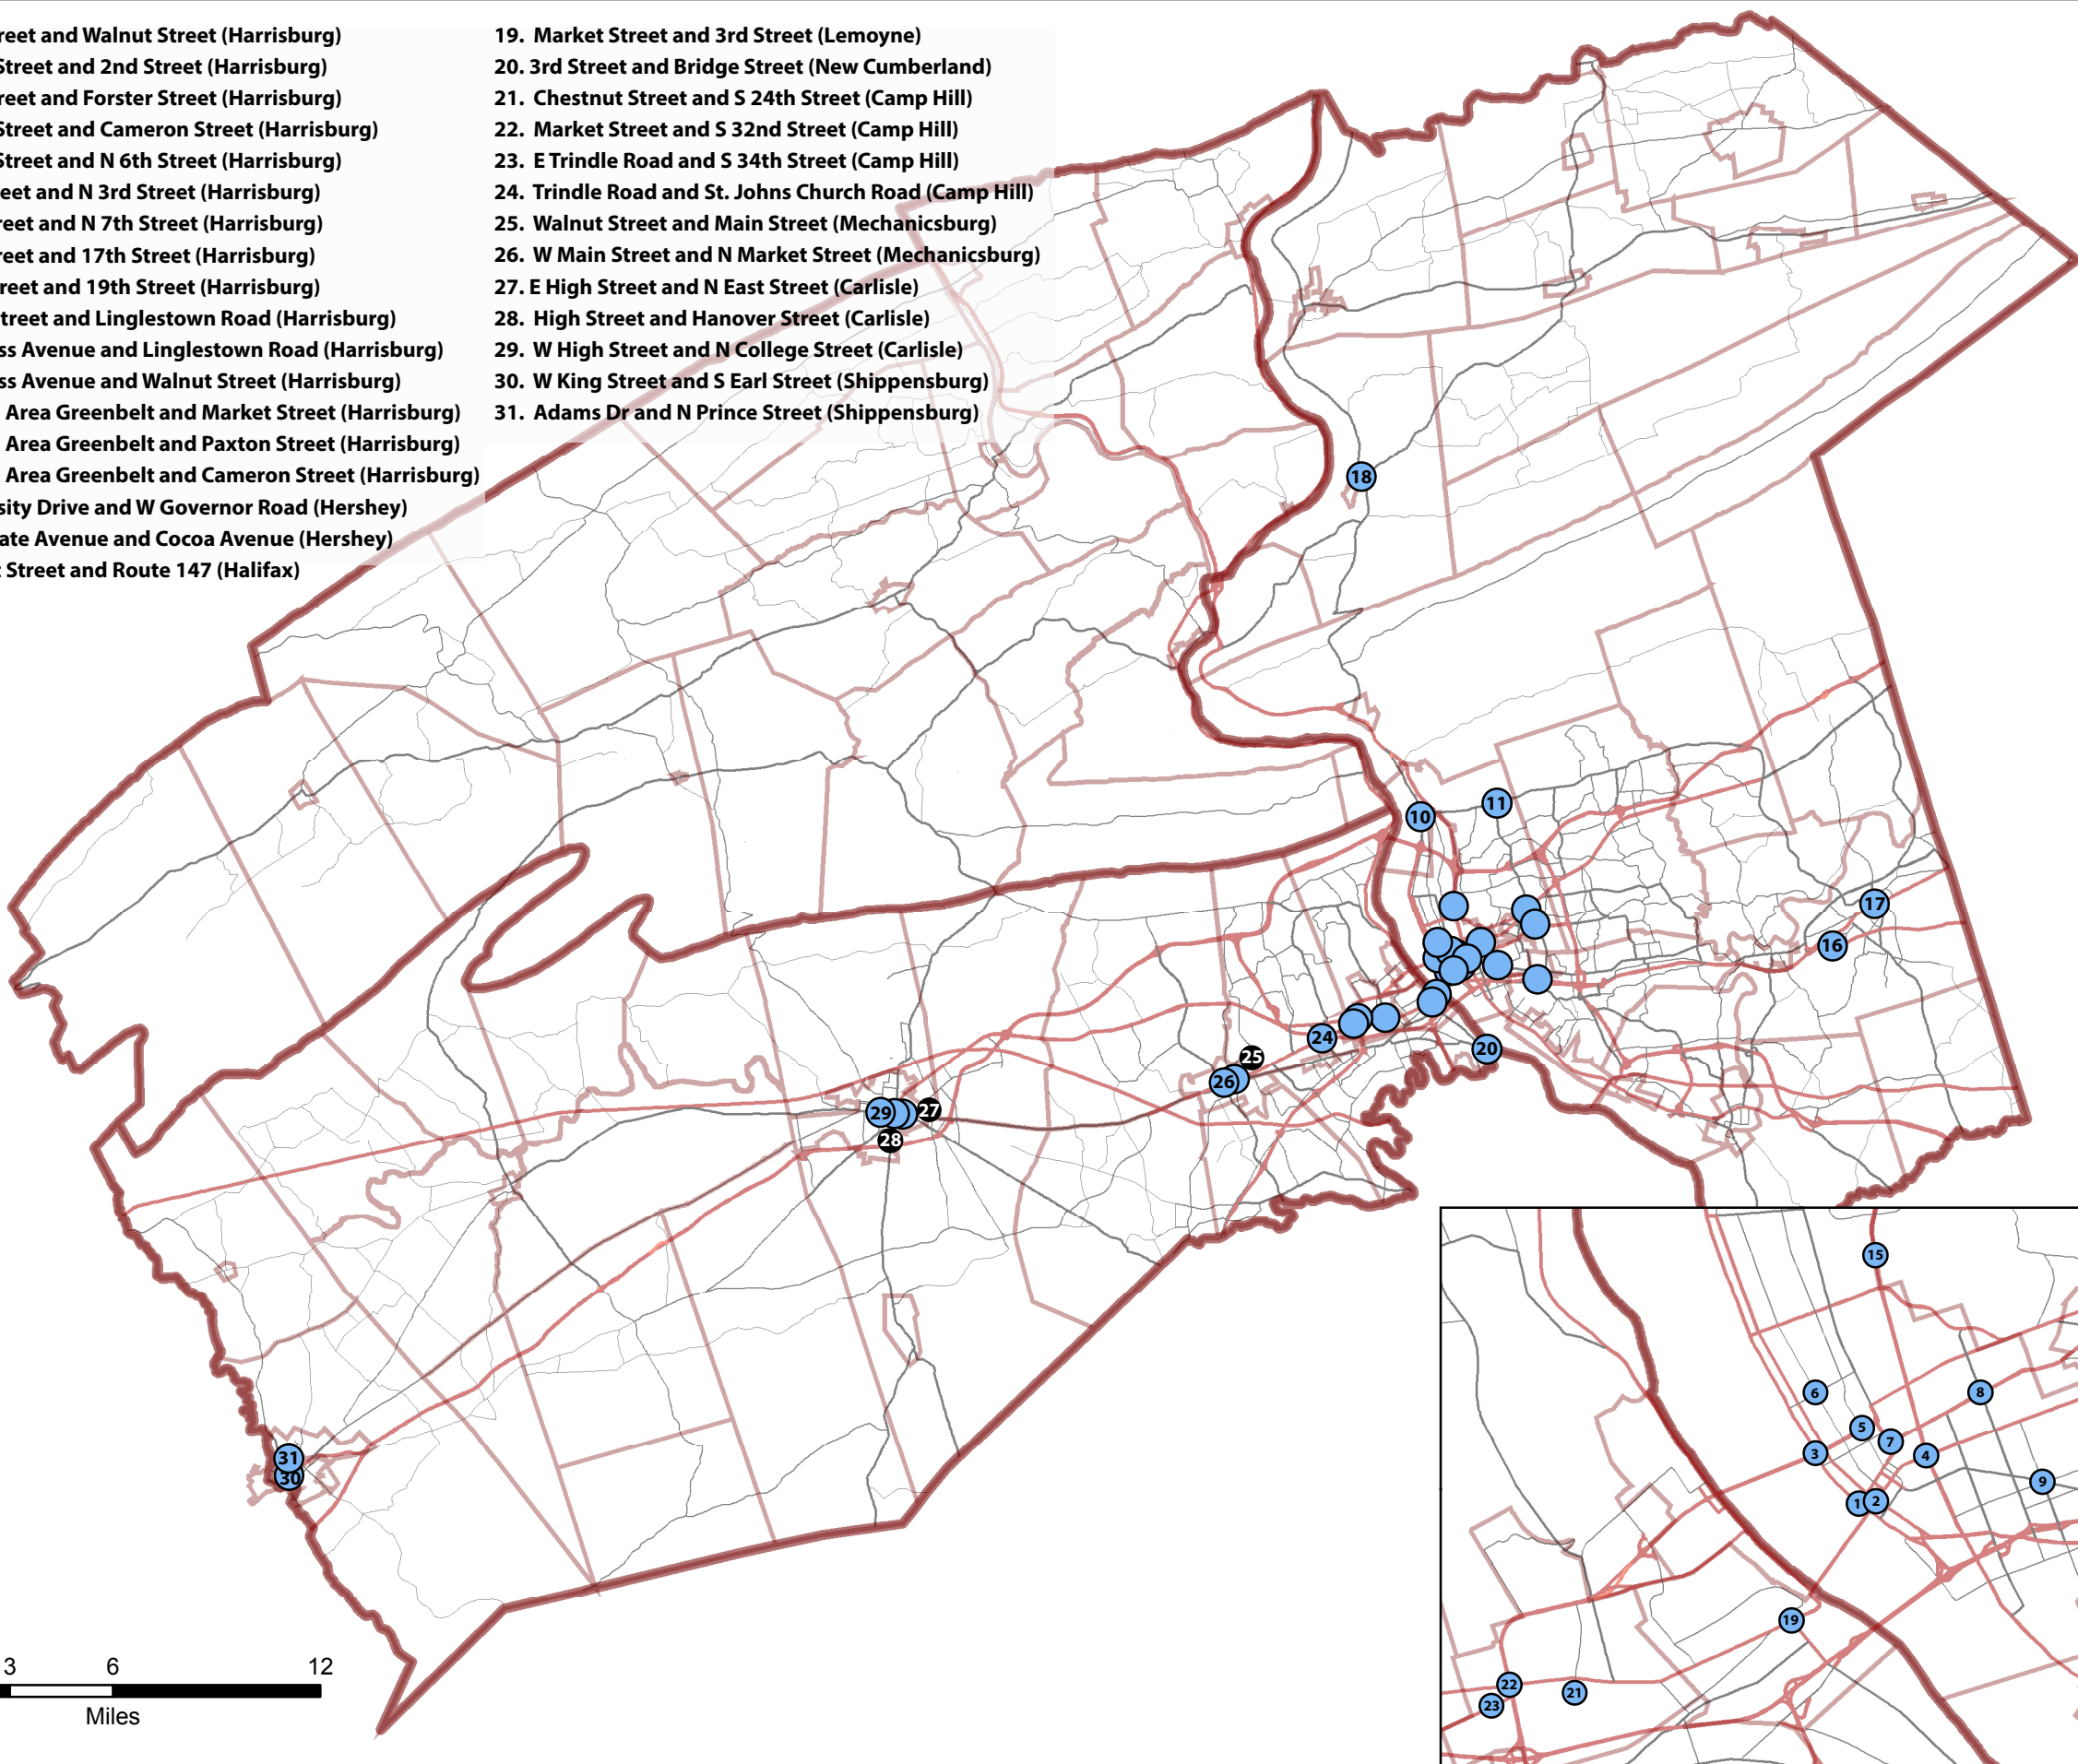 reet and Walnut Street (Harrisburg)
Street and 2nd Street (Harrisburg)
reet and Forster Street (Harrisburg)
Street and Cameron Street (Harrisburg)
Street and N 6th Street (Harrisburg)
eet and N 3rd Street (Harrisburg)
reet and N 7th Street (Harrisburg)
reet and 17th Street (Harrisburg)
reet and 19th Street (Harrisburg)
treet and Linglestown Road (Harrisburg)
ss Avenue and Linglestown Road (Harrisburg)
ss Avenue and Walnut Street (Harrisburg)
Area Greenbelt and Market Street (Harrisburg)
Area Greenbelt and Paxton Street (Harrisburg)
Area Greenbelt and Cameron Street (Harrisburg)
sity Drive and W Governor Road (Hershey)
ate Avenue and Cocoa Avenue (Hershey)
t Street and Route 147 (Halifax)
19. Market Street and 3rd Street (Lemoyne)
20. 3rd Street and Bridge Street (New Cumberland)
21. Chestnut Street and S 24th Street (Camp Hill)
22. Market Street and S 32nd Street (Camp Hill)
23. E Trindle Road and S 34th Street (Camp Hill)
24. Trindle Road and St. Johns Church Road (Camp Hill)
25. Walnut Street and Main Street (Mechanicsburg)
26. W Main Street and N Market Street (Mechanicsburg)
27. E High Street and N East Street (Carlisle)
28. High Street and Hanover Street (Carlisle)
29. W High Street and N College Street (Carlisle)
30. W King Street and S Earl Street (Shippensburg)
31. Adams Dr and N Prince Street (Shippensburg)
18
10
11
17
16
24
20
25
26
29
27
28
31
30
15
6
8
5
7
3
4
9
1
2
19
22
21
23
3 6 12
Miles